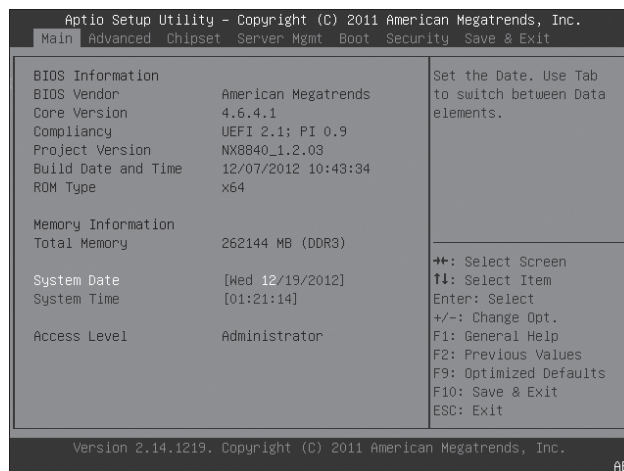 Aptio Setup Utility – Copyright (C) 2011 American Megatrends, Inc.
Main Advanced Chipset Server Mgmt Boot Security Save & Exit
BIOS Information
BIOS Vendor American Megatrends
Core Version 4.6.4.1
Compliancy UEFI 2.1; PI 0.9
Project Version NX8840_1.2.03
Build Date and Time 12/07/2012 10:43:34
ROM Type x64
Memory Information
Total Memory 262144 MB (DDR3)
System Date [Wed 12/19/2012]
System Time [01:21:14]
Access Level Administrator
Set the Date. Use Tab
to switch between Data
elements.
→←: Select Screen
↑↓: Select Item
Enter: Select
+/-: Change Opt.
F1: General Help
F2: Previous Values
F9: Optimized Defaults
F10: Save & Exit
ESC: Exit
Version 2.14.1219. Copyright (C) 2011 American Megatrends, Inc.